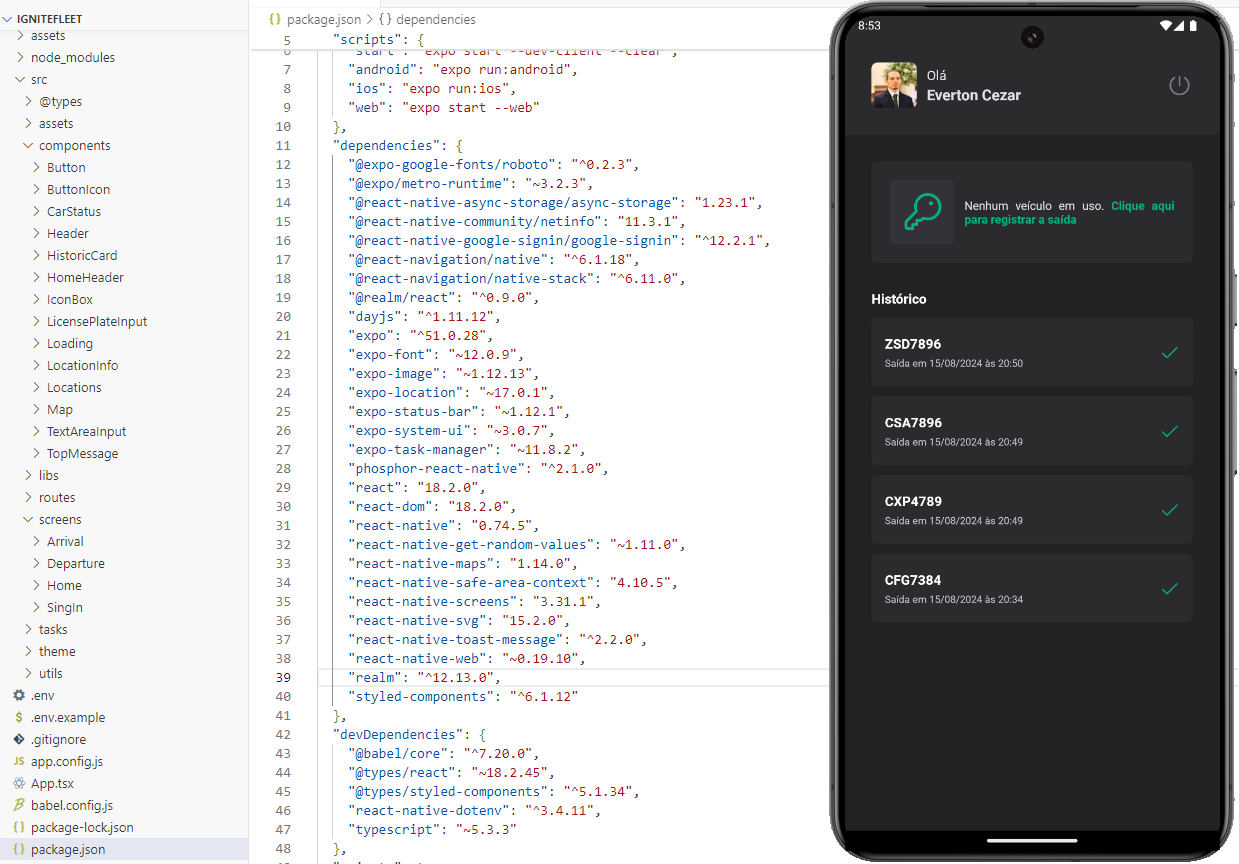 IGNITEFLEET
assets
node_modules
src
@types
assets
components
Button
ButtonIcon
CarStatus
Header
HistoricCard
HomeHeader
IconBox
LicensePlateInput
Loading
LocationInfo
Locations
Map
TextAreaInput
TopMessage
libs
routes
screens
Arrival
Departure
Home
SingIn
tasks
theme
utils
.env
$ .env.example
.gitignore
JS app.config.js
App.tsx
babel.config.js
{} package-lock.json
{} package.json
{} package.json > {} dependencies
5 "scripts": {
6 "start": "expo start --dev-client --clear",
7 "android": "expo run:android",
8 "ios": "expo run:ios",
9 "web": "expo start --web"
10 },
11 "dependencies": {
12 "@expo-google-fonts/roboto": "^0.2.3",
13 "@expo/metro-runtime": "~3.2.3",
14 "@react-native-async-storage/async-storage": "1.23.1",
15 "@react-native-community/netinfo": "11.3.1",
16 "@react-native-google-signin/google-signin": "^12.2.1",
17 "@react-navigation/native": "^6.1.18",
18 "@react-navigation/native-stack": "^6.11.0",
19 "@realm/react": "^0.9.0",
20 "dayjs": "^1.11.12",
21 "expo": "^51.0.28",
22 "expo-font": "~12.0.9",
23 "expo-image": "~1.12.13",
24 "expo-location": "~17.0.1",
25 "expo-status-bar": "~1.12.1",
26 "expo-system-ui": "~3.0.7",
27 "expo-task-manager": "~11.8.2",
28 "phosphor-react-native": "^2.1.0",
29 "react": "18.2.0",
30 "react-dom": "18.2.0",
31 "react-native": "0.74.5",
32 "react-native-get-random-values": "~1.11.0",
33 "react-native-maps": "1.14.0",
34 "react-native-safe-area-context": "4.10.5",
35 "react-native-screens": "3.31.1",
36 "react-native-svg": "15.2.0",
37 "react-native-toast-message": "^2.2.0",
38 "react-native-web": "~0.19.10",
39 "realm": "^12.13.0",
40 "styled-components": "^6.1.12"
41 },
42 "devDependencies": {
43 "@babel/core": "^7.20.0",
44 "@types/react": "~18.2.45",
45 "@types/styled-components": "^5.1.34",
46 "react-native-dotenv": "^3.4.11",
47 "typescript": "~5.3.3"
48 },
8:53
Olá
Everton Cezar
Nenhum veículo em uso. Clique aqui
para registrar a saída
Histórico
ZSD7896
Saída em 15/08/2024 às 20:50
CSA7896
Saída em 15/08/2024 às 20:49
CXP4789
Saída em 15/08/2024 às 20:49
CFG7384
Saída em 15/08/2024 às 20:34